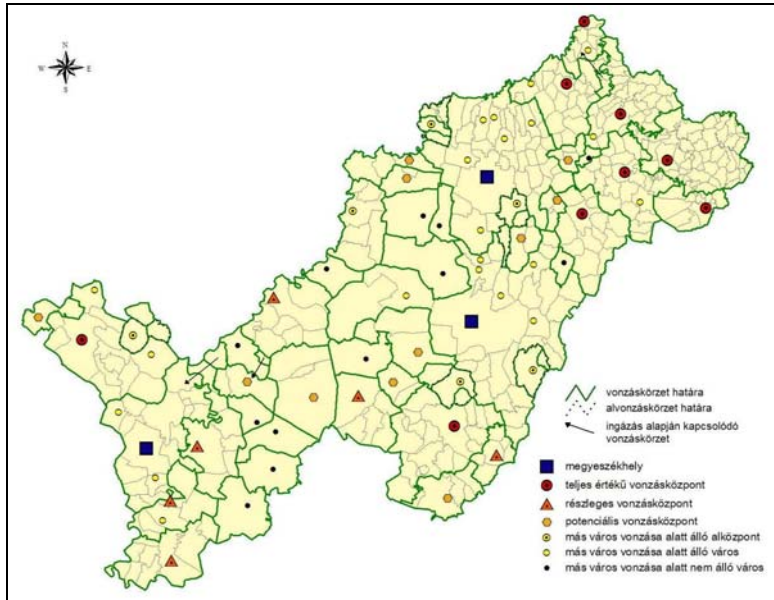 N
W E
S
vonzáskörzet határa
alvonzáskörzet határa
ingázás alapján kapcsolódó
vonzáskörzet
megyeszékhely
teljes értékű vonzásközpont
részleges vonzásközpont
potenciális vonzásközpont
más város vonzása alatt álló alközpont
más város vonzása alatt álló város
más város vonzása alatt nem álló város